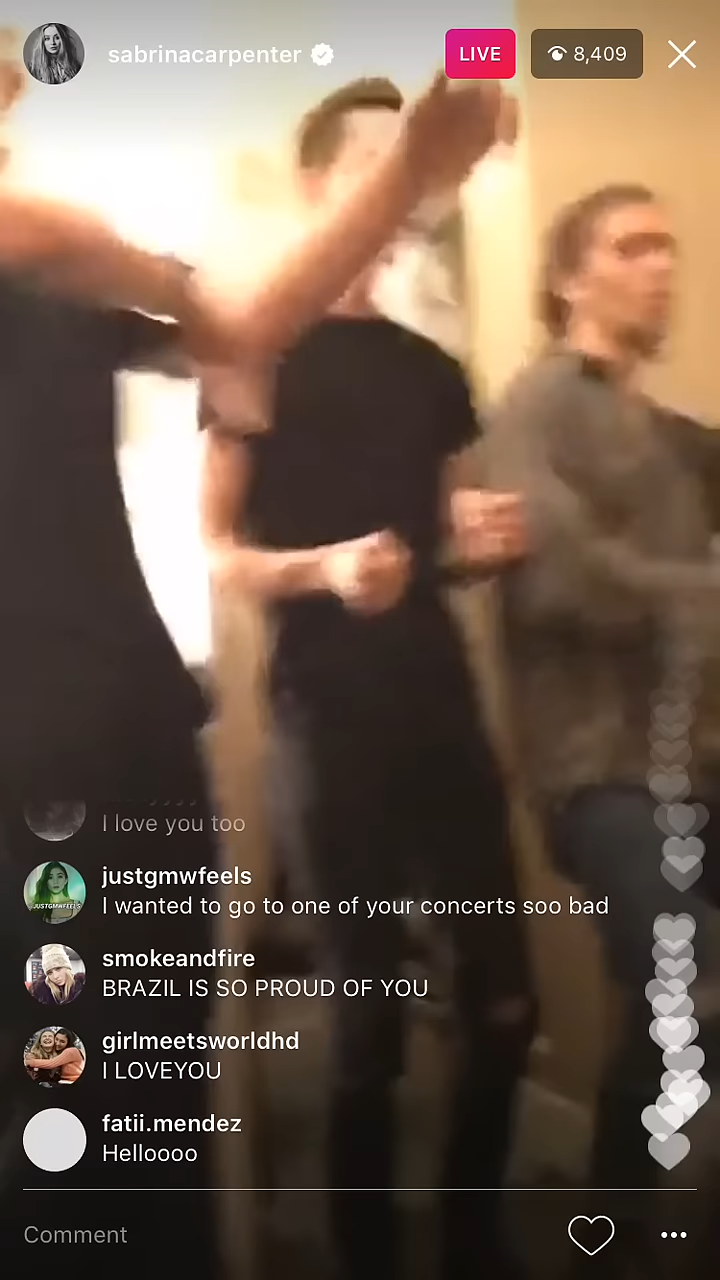 sabrinacarpenter
LIVE
8,409
I love you too
justgmwfeels
I wanted to go to one of your concerts soo bad
smokeandfire
BRAZIL IS SO PROUD OF YOU
girlmeetsworldhd
I LOVEYOU
fatii.mendez
Helloooo
JUSTGMWFEELS
Comment